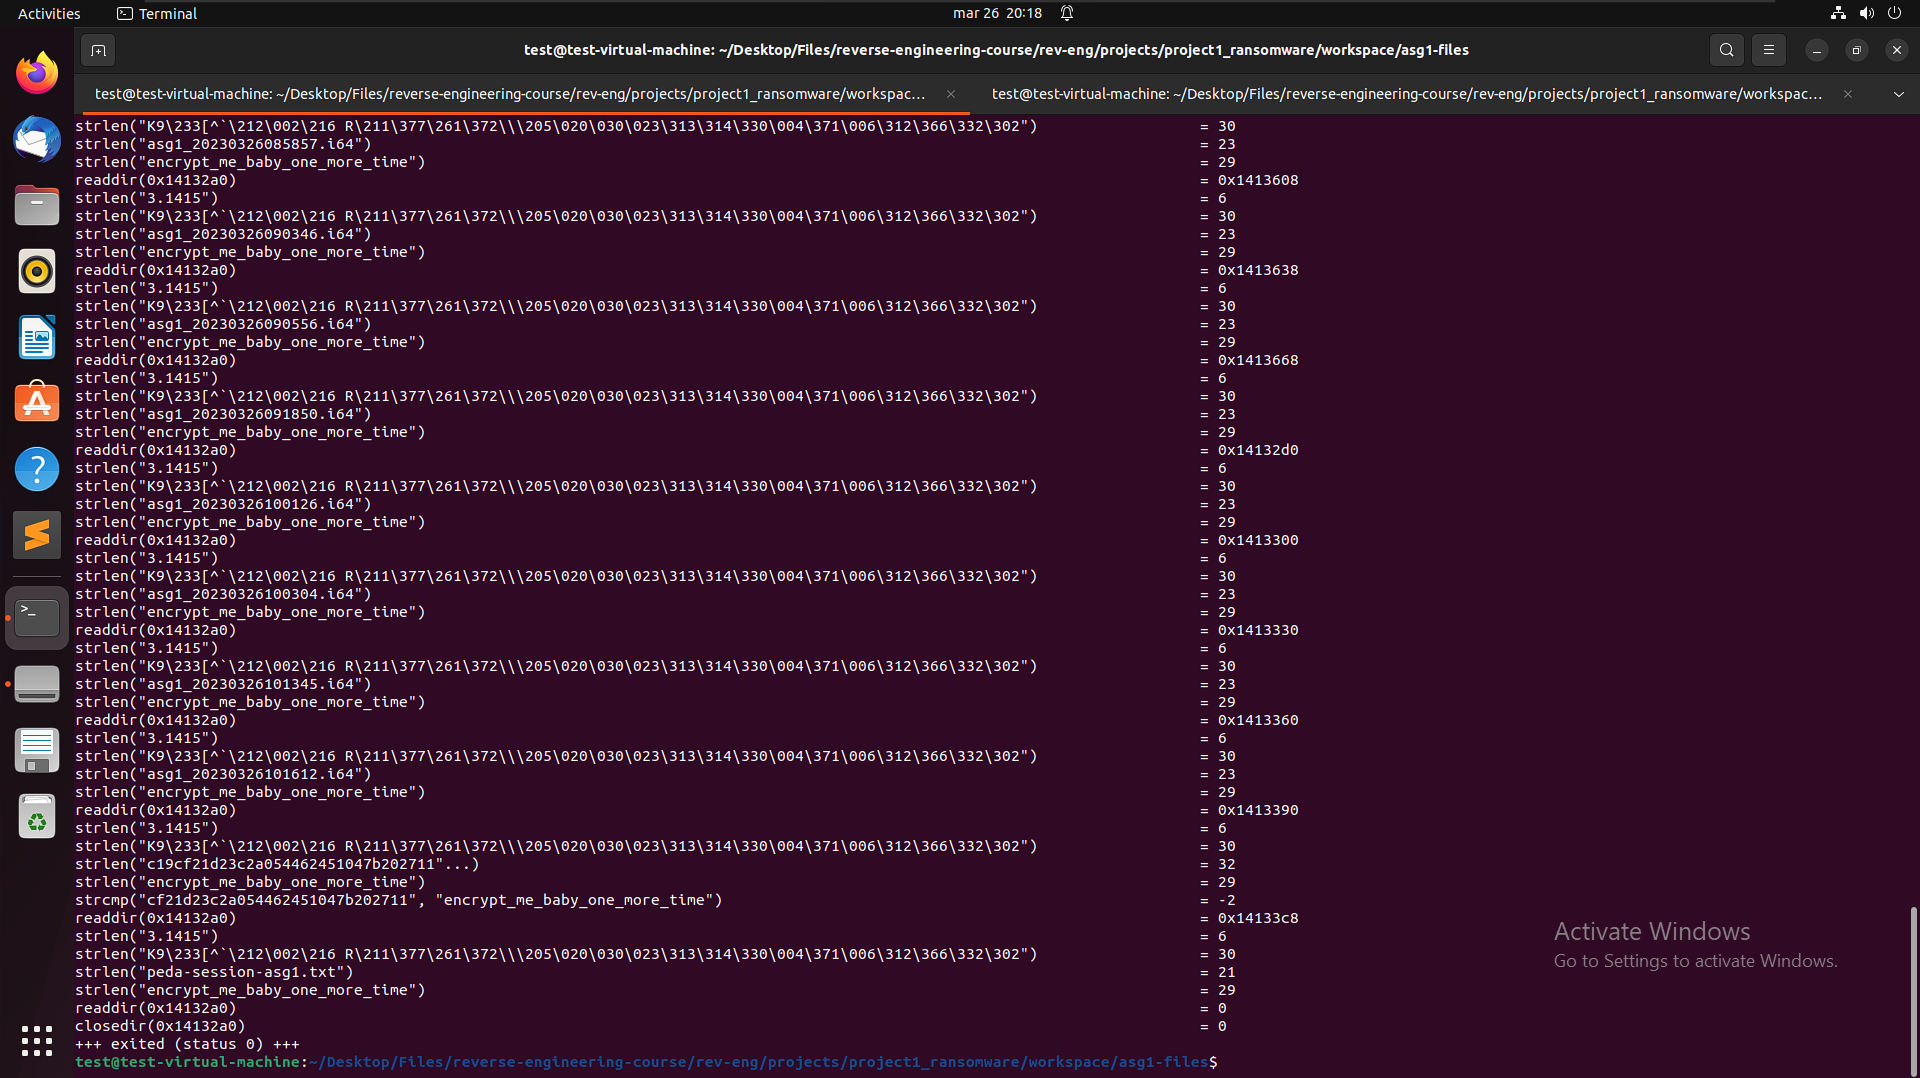 Activities Terminal mar 26 20:18
test@test-virtual-machine: ~/Desktop/Files/reverse-engineering-course/rev-eng/projects/project1_ransomware/workspace/asg1-files
test@test-virtual-machine: ~/Desktop/Files/reverse-engineering-course/rev-eng/projects/project1_ransomware/workspac... test@test-virtual-machine: ~/Desktop/Files/reverse-engineering-course/rev-eng/projects/project1_ransomware/workspac...
strlen("K9\233[^`\212\002\216 R\211\377\261\372\\\205\020\030\023\313\314\330\004\371\006\312\366\332\302") = 30
strlen("asg1_20230326085857.i64") = 23
strlen("encrypt_me_baby_one_more_time") = 29
readdir(0x14132a0) = 0x1413608
strlen("3.1415") = 6
strlen("K9\233[^`\212\002\216 R\211\377\261\372\\\205\020\030\023\313\314\330\004\371\006\312\366\332\302") = 30
strlen("asg1_20230326090346.i64") = 23
strlen("encrypt_me_baby_one_more_time") = 29
readdir(0x14132a0) = 0x1413638
strlen("3.1415") = 6
strlen("K9\233[^`\212\002\216 R\211\377\261\372\\\205\020\030\023\313\314\330\004\371\006\312\366\332\302") = 30
strlen("asg1_20230326090556.i64") = 23
strlen("encrypt_me_baby_one_more_time") = 29
readdir(0x14132a0) = 0x1413668
strlen("3.1415") = 6
strlen("K9\233[^`\212\002\216 R\211\377\261\372\\\205\020\030\023\313\314\330\004\371\006\312\366\332\302") = 30
strlen("asg1_20230326091850.i64") = 23
strlen("encrypt_me_baby_one_more_time") = 29
readdir(0x14132a0) = 0x14132d0
strlen("3.1415") = 6
strlen("K9\233[^`\212\002\216 R\211\377\261\372\\\205\020\030\023\313\314\330\004\371\006\312\366\332\302") = 30
strlen("asg1_20230326100126.i64") = 23
strlen("encrypt_me_baby_one_more_time") = 29
readdir(0x14132a0) = 0x1413300
strlen("3.1415") = 6
strlen("K9\233[^`\212\002\216 R\211\377\261\372\\\205\020\030\023\313\314\330\004\371\006\312\366\332\302") = 30
strlen("asg1_20230326100304.i64") = 23
strlen("encrypt_me_baby_one_more_time") = 29
readdir(0x14132a0) = 0x1413330
strlen("3.1415") = 6
strlen("K9\233[^`\212\002\216 R\211\377\261\372\\\205\020\030\023\313\314\330\004\371\006\312\366\332\302") = 30
strlen("asg1_20230326101345.i64") = 23
strlen("encrypt_me_baby_one_more_time") = 29
readdir(0x14132a0) = 0x1413360
strlen("3.1415") = 6
strlen("K9\233[^`\212\002\216 R\211\377\261\372\\\205\020\030\023\313\314\330\004\371\006\312\366\332\302") = 30
strlen("asg1_20230326101612.i64") = 23
strlen("encrypt_me_baby_one_more_time") = 29
readdir(0x14132a0) = 0x1413390
strlen("3.1415") = 6
strlen("K9\233[^`\212\002\216 R\211\377\261\372\\\205\020\030\023\313\314\330\004\371\006\312\366\332\302") = 30
strlen("c19cf21d23c2a054462451047b202711"...) = 32
strlen("encrypt_me_baby_one_more_time") = 29
strcmp("cf21d23c2a054462451047b202711", "encrypt_me_baby_one_more_time") = -2
readdir(0x14132a0) = 0x14133c8
strlen("3.1415") = 6
strlen("K9\233[^`\212\002\216 R\211\377\261\372\\\205\020\030\023\313\314\330\004\371\006\312\366\332\302") = 30
strlen("peda-session-asg1.txt") = 21
strlen("encrypt_me_baby_one_more_time") = 29
readdir(0x14132a0) = 0
closedir(0x14132a0) = 0
+++ exited (status 0) +++
test@test-virtual-machine:~/Desktop/Files/reverse-engineering-course/rev-eng/projects/project1_ransomware/workspace/asg1-files$
Activate Windows
Go to Settings to activate Windows.